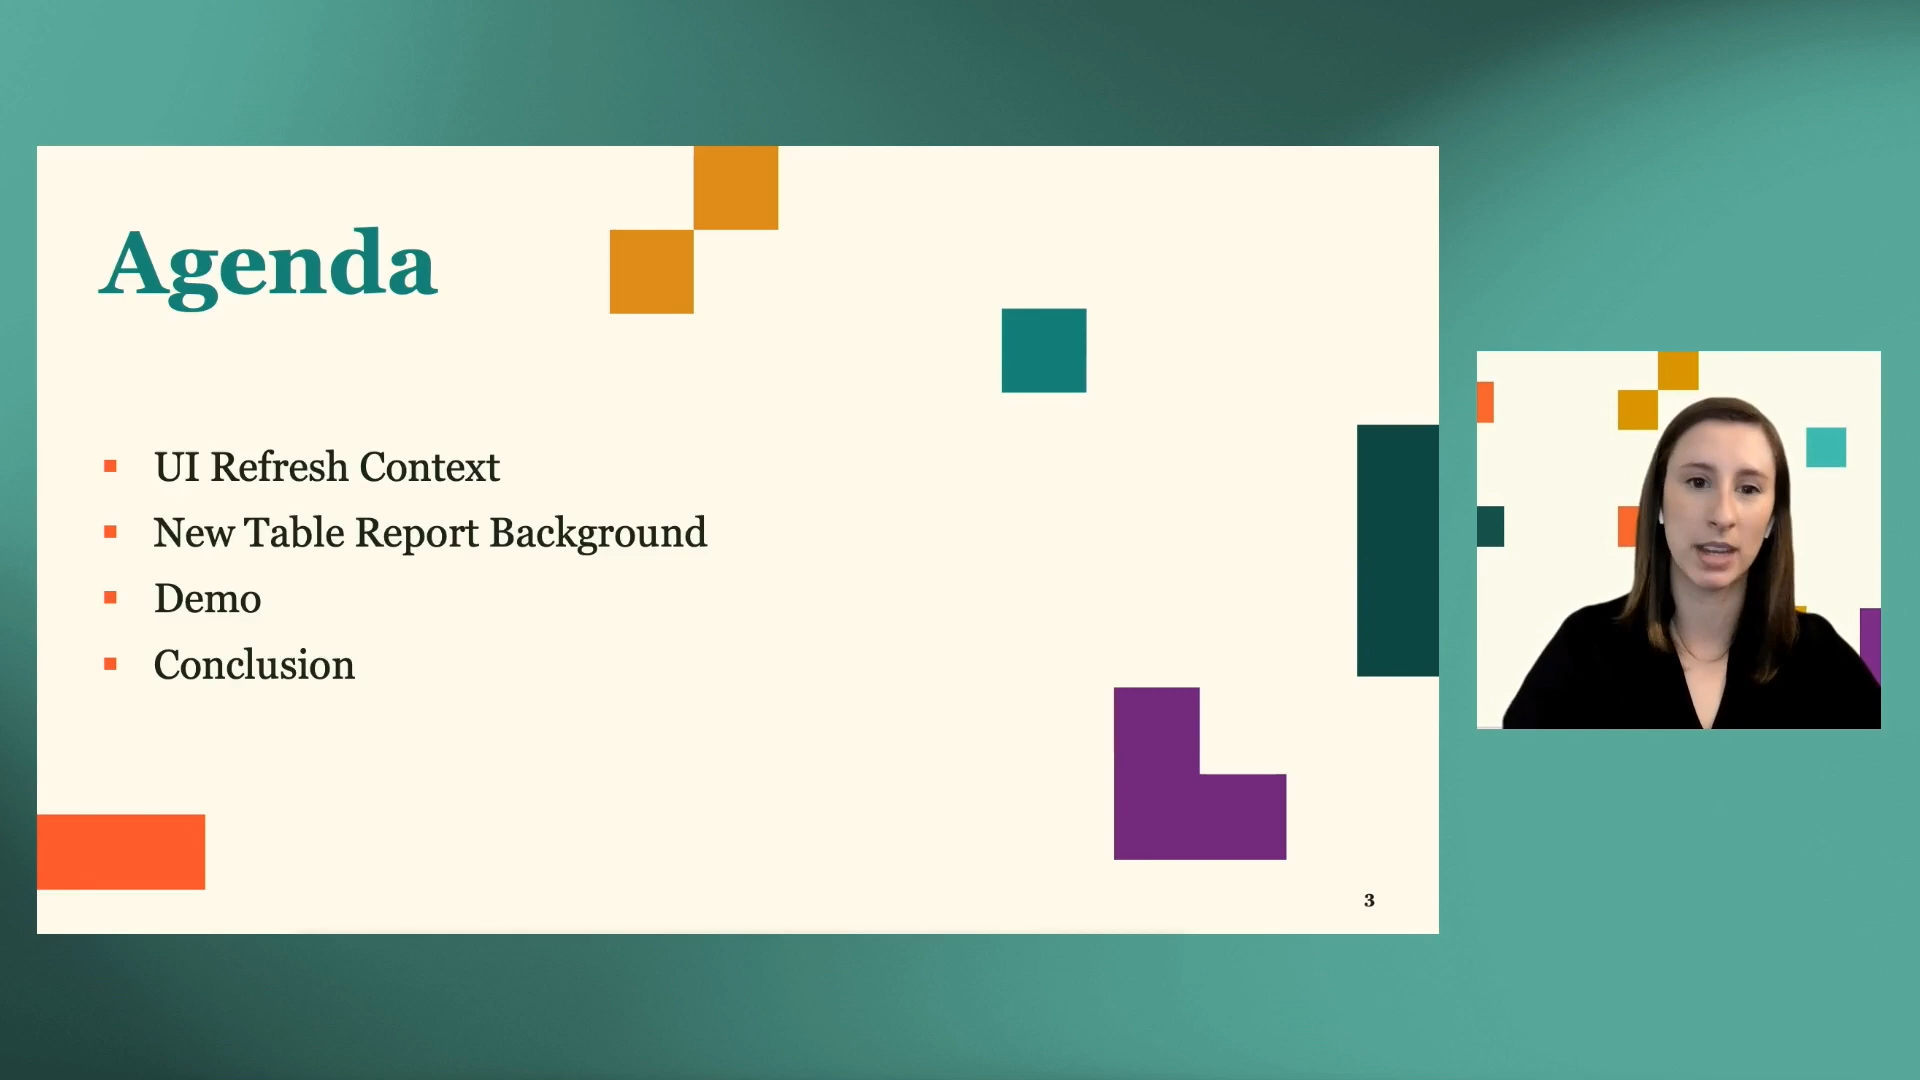 Agenda
UI Refresh Context
New Table Report Background
Demo
Conclusion
3